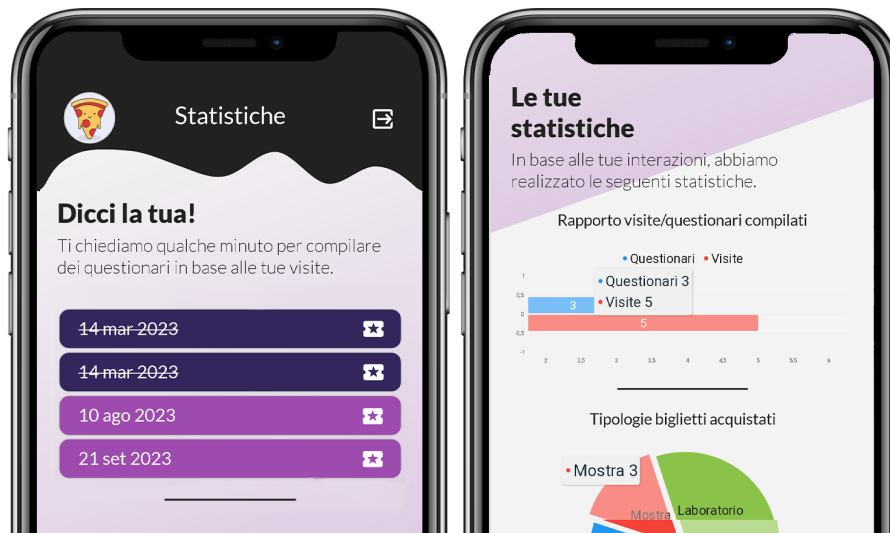 Statistiche
Dicci la tua!
Ti chiediamo qualche minuto per compilare
dei questionari in base alle tue visite.
14 mar 2023
14 mar 2023
10 ago 2023
21 set 2023
Le tue
statistiche
In base alle tue interazioni, abbiamo
realizzato le seguenti statistiche.
Rapporto visite/questionari compilati
Questionari Visite
1
0,5
0
-0,5
-1
3
5
Questionari 3
Visite 5
2 2,5 3 3,5 4 4,5 5 5,5 6
Tipologie biglietti acquistati
Mostra 3
Mostra
Laboratorio